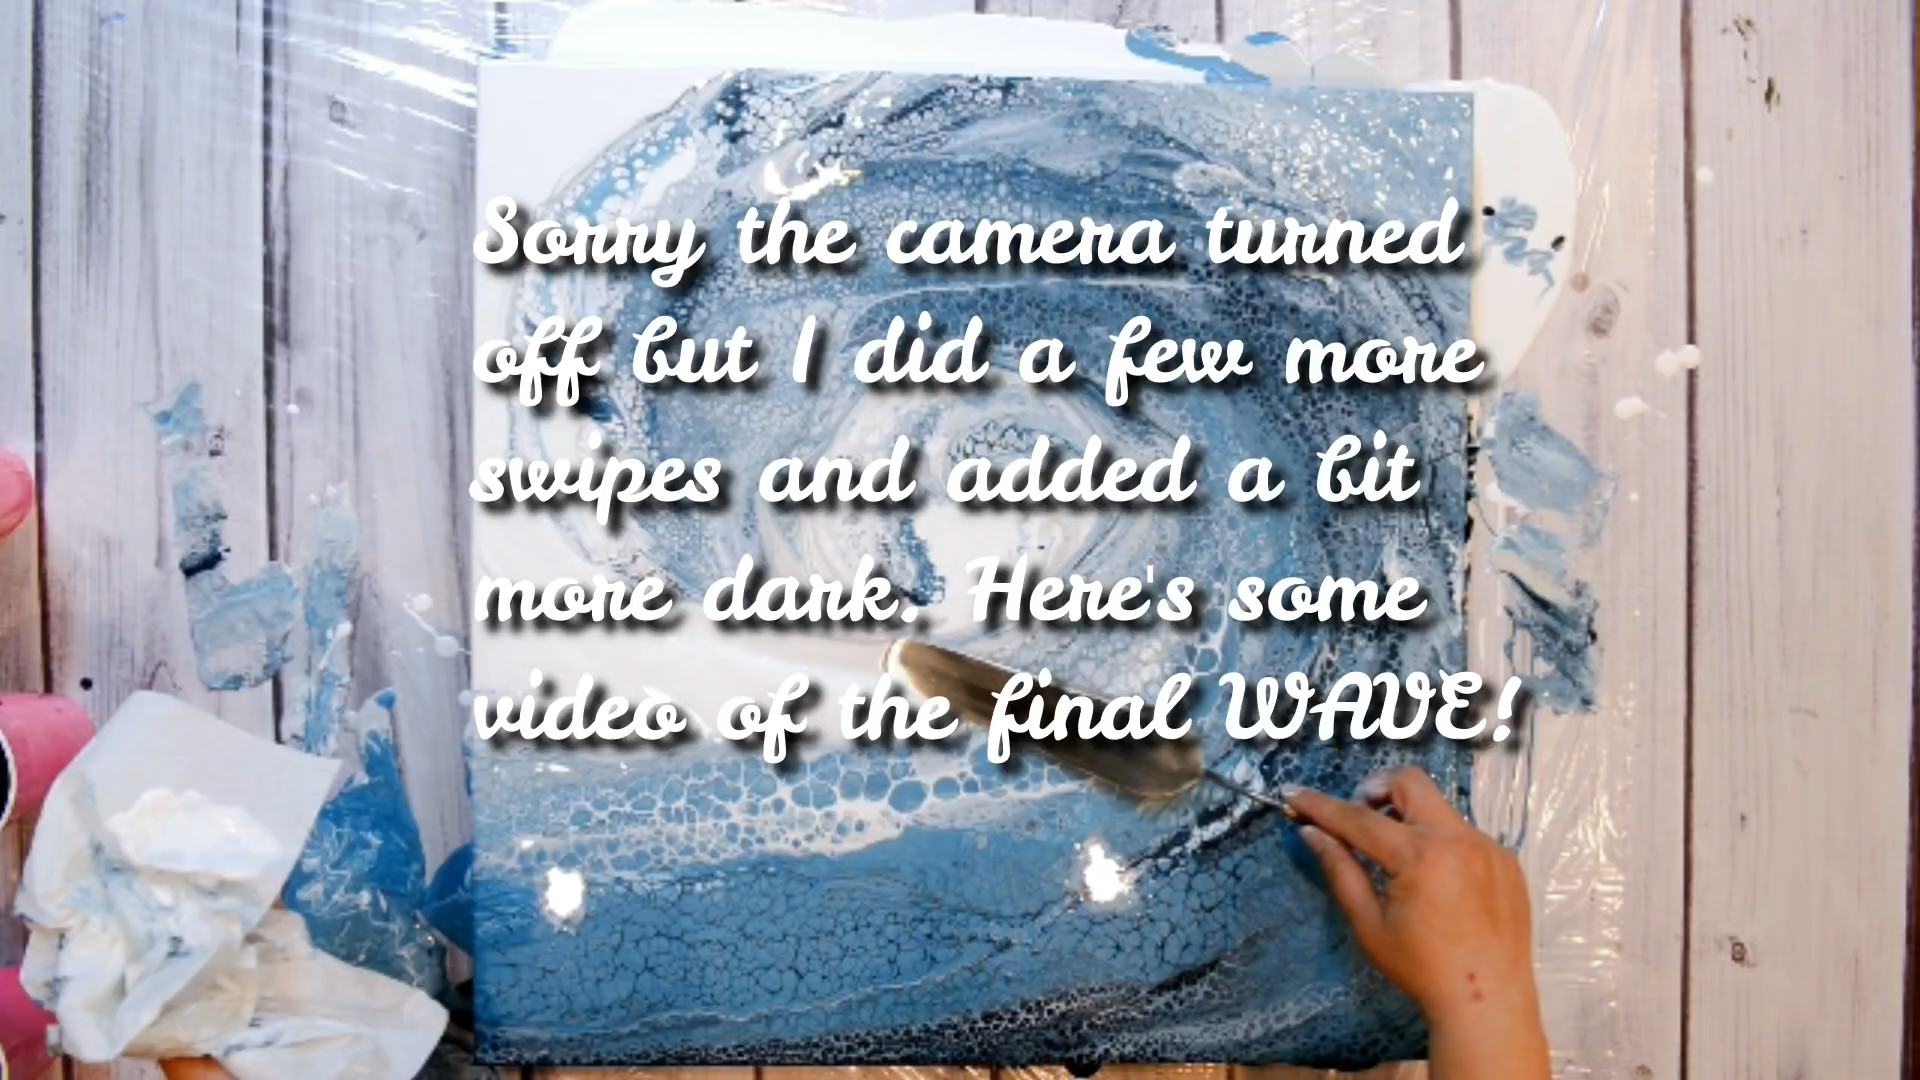 Sorry the camera turned
off but I did a few more
swipes and added a bit
more dark. Here's some
video of the final WAVE!